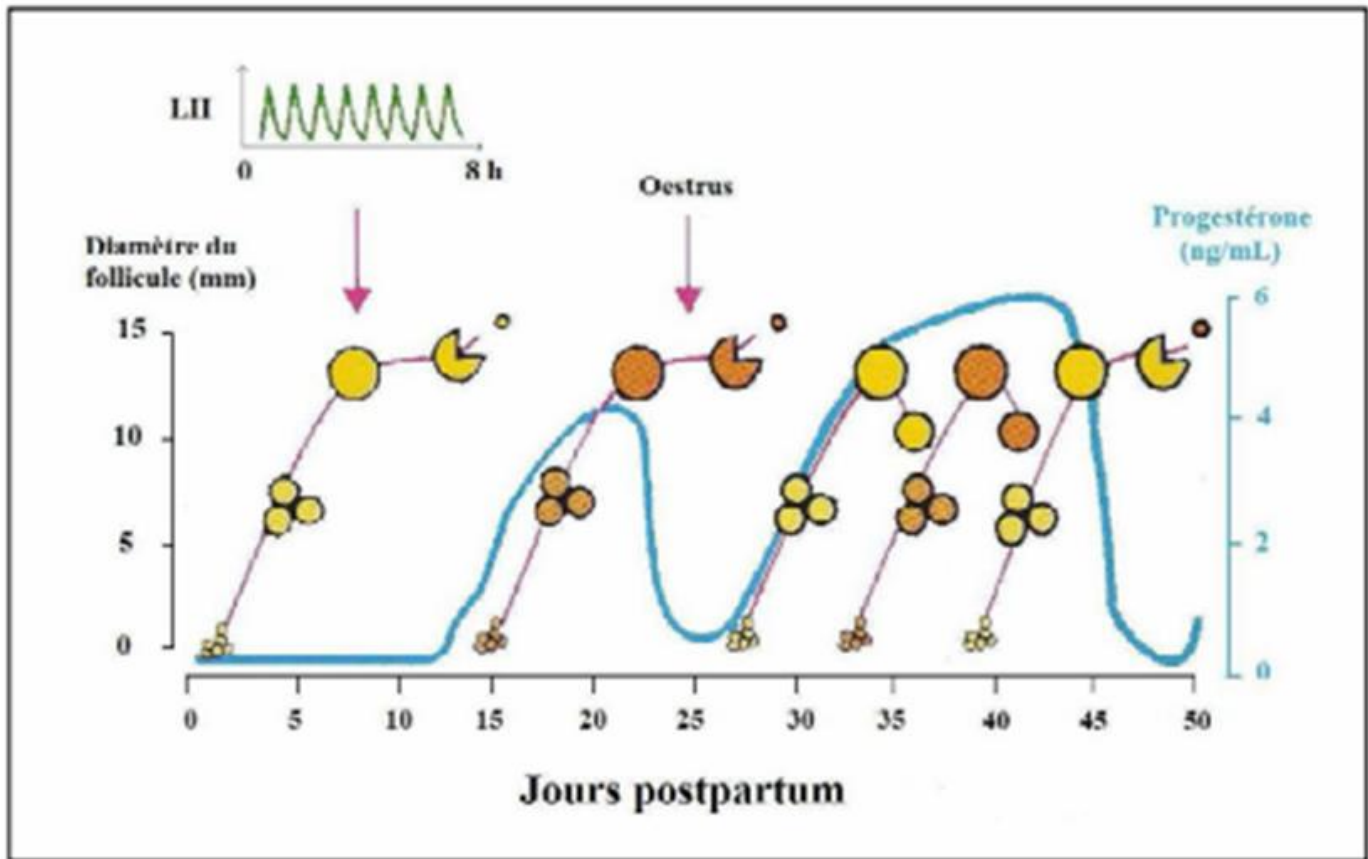 LII
0 8 h
Oestrus
Progestérone
(ng/mL)
Diamètre du
follicule (mm)
15
10
5
0
6
4
2
0
0 5 10 15 20 25 30 35 40 45 50
Jours postpartum